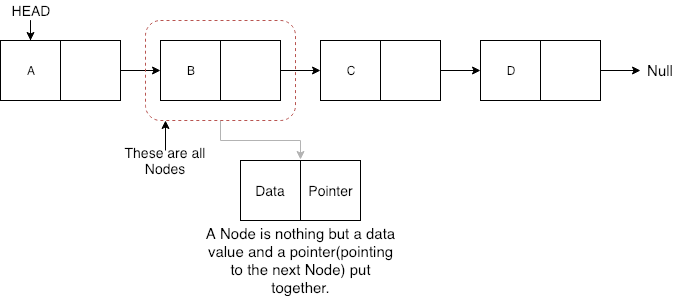 HEAD
A
B
C
D
Null
These are all
Nodes
Data
Pointer
A Node is nothing but a data
value and a pointer(pointing
to the next Node) put
together.